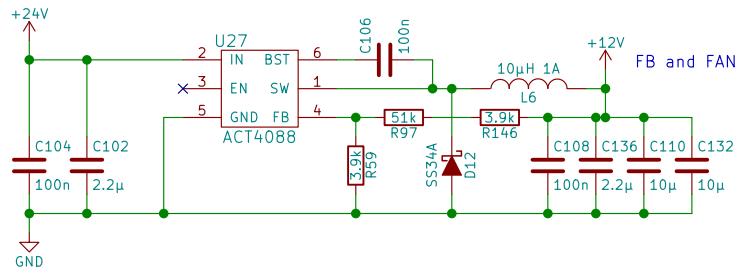 +24V
U27
C106
100n
+12V
FB and FAN
2 IN BST 6
3 EN SW 1
5 GND FB 4
ACT4088
10µH 1A
L6
51k
R97
3.9k
R146
3.9k
R59
SS34A
D12
C104
100n
C102
2.2µ
C108
100n
C136
2.2µ
C110
10µ
C132
10µ
GND